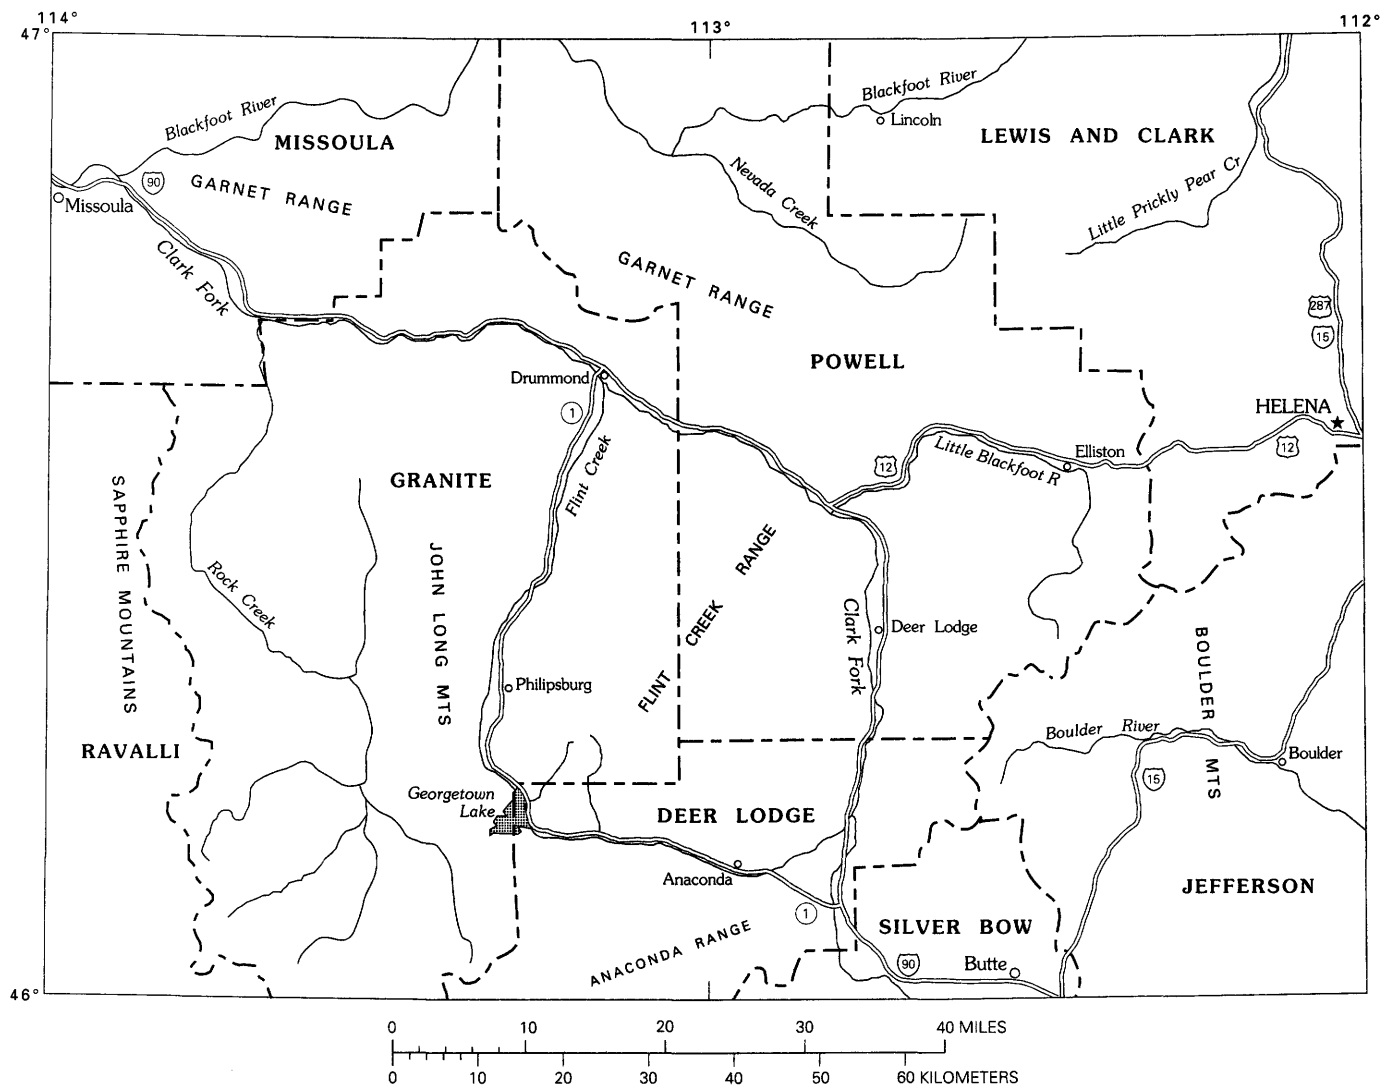 114°
113°
112°
47°
Blackfoot River
Blackfoot River
Lincoln
MISSOULA
LEWIS AND CLARK
90
GARNET RANGE
Missoula
Nevada Creek
Little Prickly Pear Cr
Clark Fork
GARNET RANGE
287
15
POWELL
Drummond
1
HELENA
12
Elliston
12
Little Blackfoot R
GRANITE
Flint Creek
SAPPHIRE MOUNTAINS
JOHN LONG MTS
FLINT CREEK RANGE
Rock Creek
Clark Fork
Deer Lodge
BOULDER MTS
Philipsburg
RAVALLI
Boulder River
Boulder
15
Georgetown
Lake
DEER LODGE
Anaconda
1
JEFFERSON
SILVER BOW
ANACONDA RANGE
90
Butte
46°
0 10 20 30 40 MILES
0 10 20 30 40 50 60 KILOMETERS